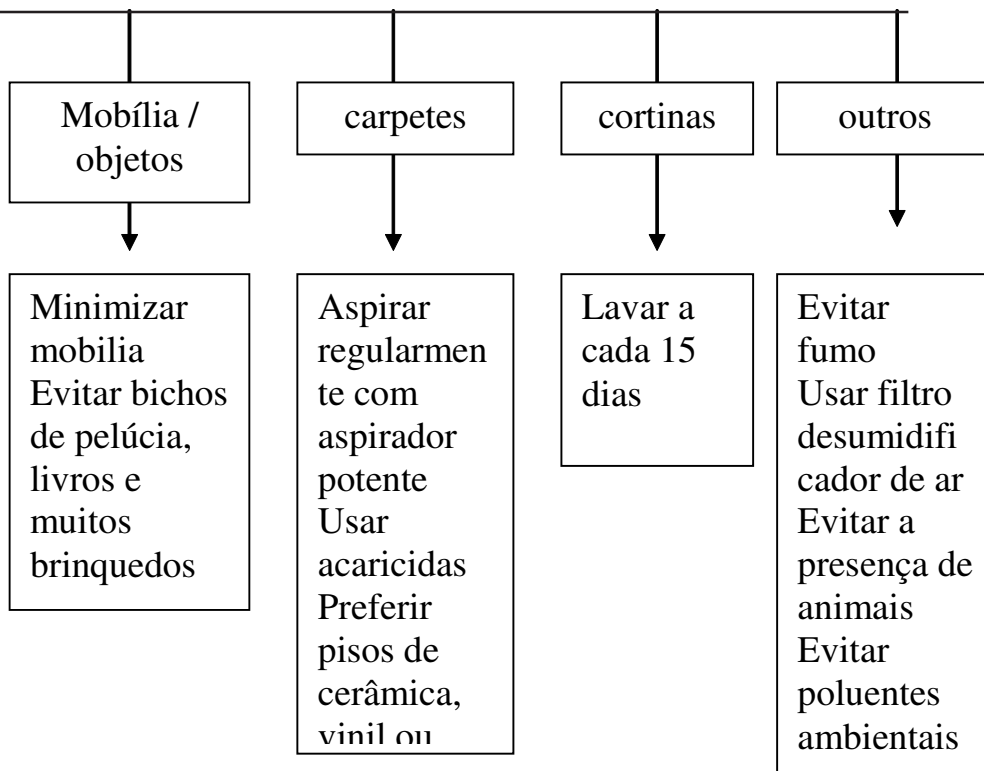 Mobília /
objetos
carpetes
cortinas
outros
Minimizar
mobilia
Evitar bichos
de pelúcia,
livros e
muitos
brinquedos
Aspirar
regularmen
te com
aspirador
potente
Usar
acaricidas
Preferir
pisos de
cerâmica,
vinil ou
Lavar a
cada 15
dias
Evitar
fumo
Usar filtro
desumidifi
cador de ar
Evitar a
presença de
animais
Evitar
poluentes
ambientais